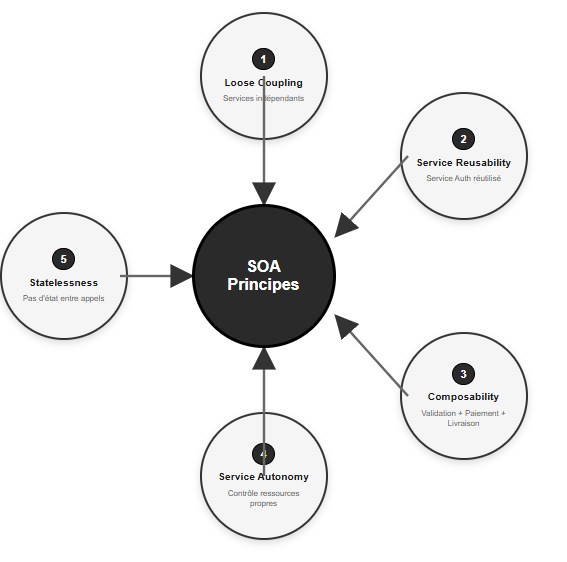 1
Loose Coupling
Services indépendants
2
Service Reusability
Service Auth réutilisé
SOA
Principes
5
Statelessness
Pas d'état entre appels
3
Composability
Validation + Paiement +
Livraison
4
Service Autonomy
Contrôle ressources
propres